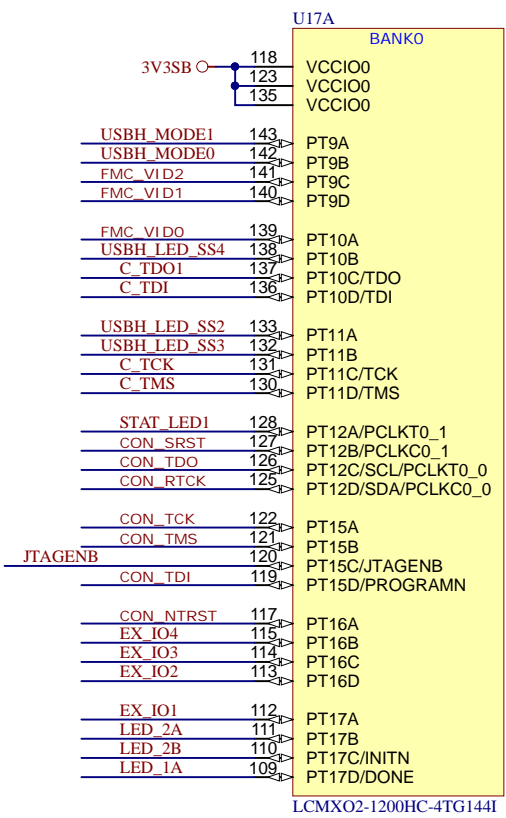 U17A
BANK0
3V3SB 118 VCCIO0
123 VCCIO0
135 VCCIO0
USBH_MODE1 143 PT9A
USBH_MODE0 142 PT9B
FMC_VID2 141 PT9C
FMC_VID1 140 PT9D
FMC_VID0 139 PT10A
USBH_LED_SS4 138 PT10B
C_TDO1 137 PT10C/TDO
C_TDI 136 PT10D/TDI
USBH_LED_SS2 133 PT11A
USBH_LED_SS3 132 PT11B
C_TCK 131 PT11C/TCK
C_TMS 130 PT11D/TMS
STAT_LED1 128 PT12A/PCLKT0_1
CON_SRST 127 PT12B/PCLKC0_1
CON_TDO 126 PT12C/SCL/PCLKT0_0
CON_RTCK 125 PT12D/SDA/PCLKC0_0
CON_TCK 122 PT15A
CON_TMS 121 PT15B
JTAGENB 120 PT15C/JTAGENB
CON_TDI 119 PT15D/PROGRAMN
CON_NTRST 117 PT16A
EX_IO4 115 PT16B
EX_IO3 114 PT16C
EX_IO2 113 PT16D
EX_IO1 112 PT17A
LED_2A 111 PT17B
LED_2B 110 PT17C/INITN
LED_1A 109 PT17D/DONE
LCMXO2-1200HC-4TG144I